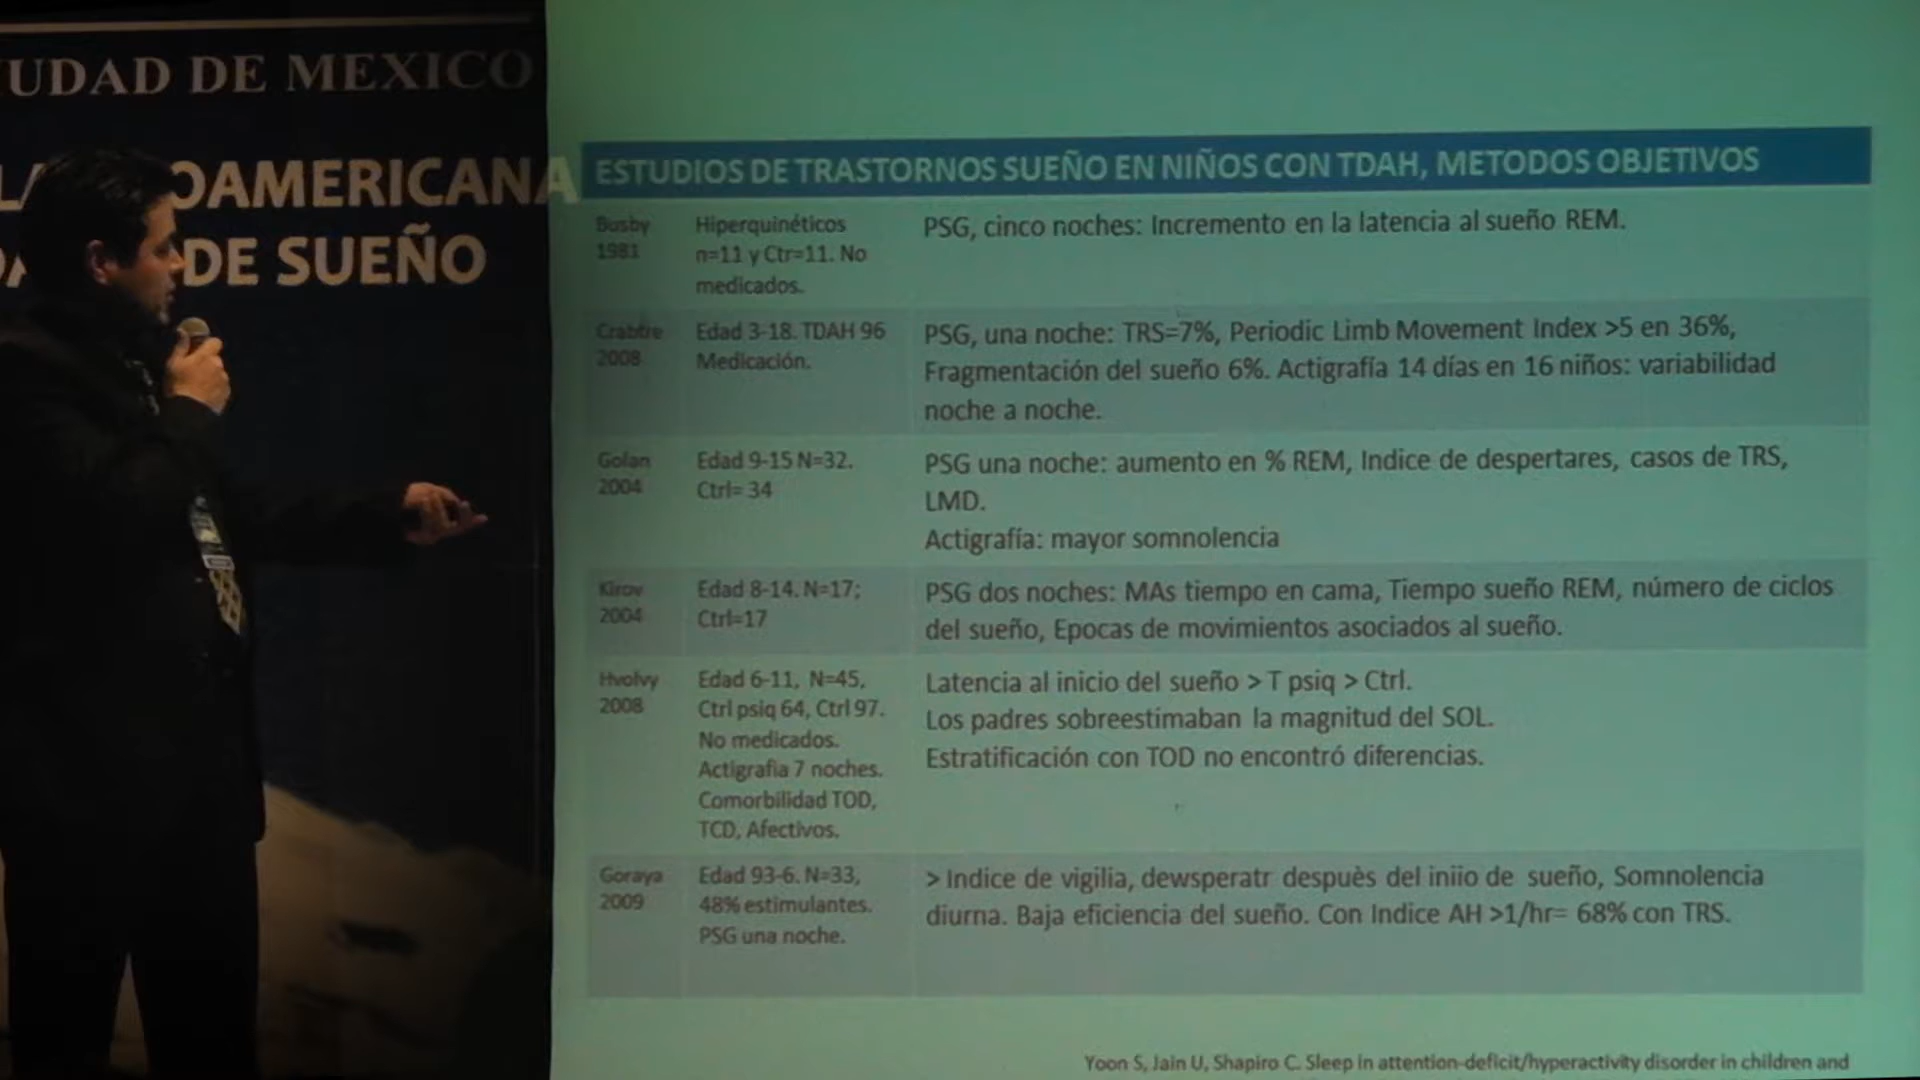 UDAD DE MEXICO
OAMERICANA
DE SUEÑO
ESTUDIOS DE TRASTORNOS SUEÑO EN NIÑOS CON TDAH, METODOS OBJETIVOS
Busby
1981
Hiperquinéticos
n=11 y Ctr=11. No
medicados.
PSG, cinco noches: Incremento en la latencia al sueño REM.
Crabtre
2008
Edad 3-18. TDAH 96
Medicación.
PSG, una noche: TRS=7%, Periodic Limb Movement Index >5 en 36%,
Fragmentación del sueño 6%. Actigrafía 14 días en 16 niños: variabilidad
noche a noche.
Golan
2004
Edad 9-15 N=32.
Ctrl= 34
PSG una noche: aumento en % REM, Indice de despertares, casos de TRS,
LMD.
Actigrafía: mayor somnolencia
Kirov
2004
Edad 8-14. N=17;
Ctrl=17
PSG dos noches: MAs tiempo en cama, Tiempo sueño REM, número de ciclos
del sueño, Epocas de movimientos asociados al sueño.
Hvolvy
2008
Edad 6-11, N=45,
Ctrl psiq 64, Ctrl 97.
No medicados.
Actigrafia 7 noches.
Comorbilidad TOD,
TCD, Afectivos.
Latencia al inicio del sueño > T psiq > Ctrl.
Los padres sobreestimaban la magnitud del SOL.
Estratificación con TOD no encontró diferencias.
Goraya
2009
Edad 93-6. N=33,
48% estimulantes.
PSG una noche.
> Indice de vigilia, dewsperatr despuès del iniio de sueño, Somnolencia
diurna. Baja eficiencia del sueño. Con Indice AH >1/hr= 68% con TRS.
Yoon S, Jain U, Shapiro C. Sleep in attention-deficit/hyperactivity disorder in children and